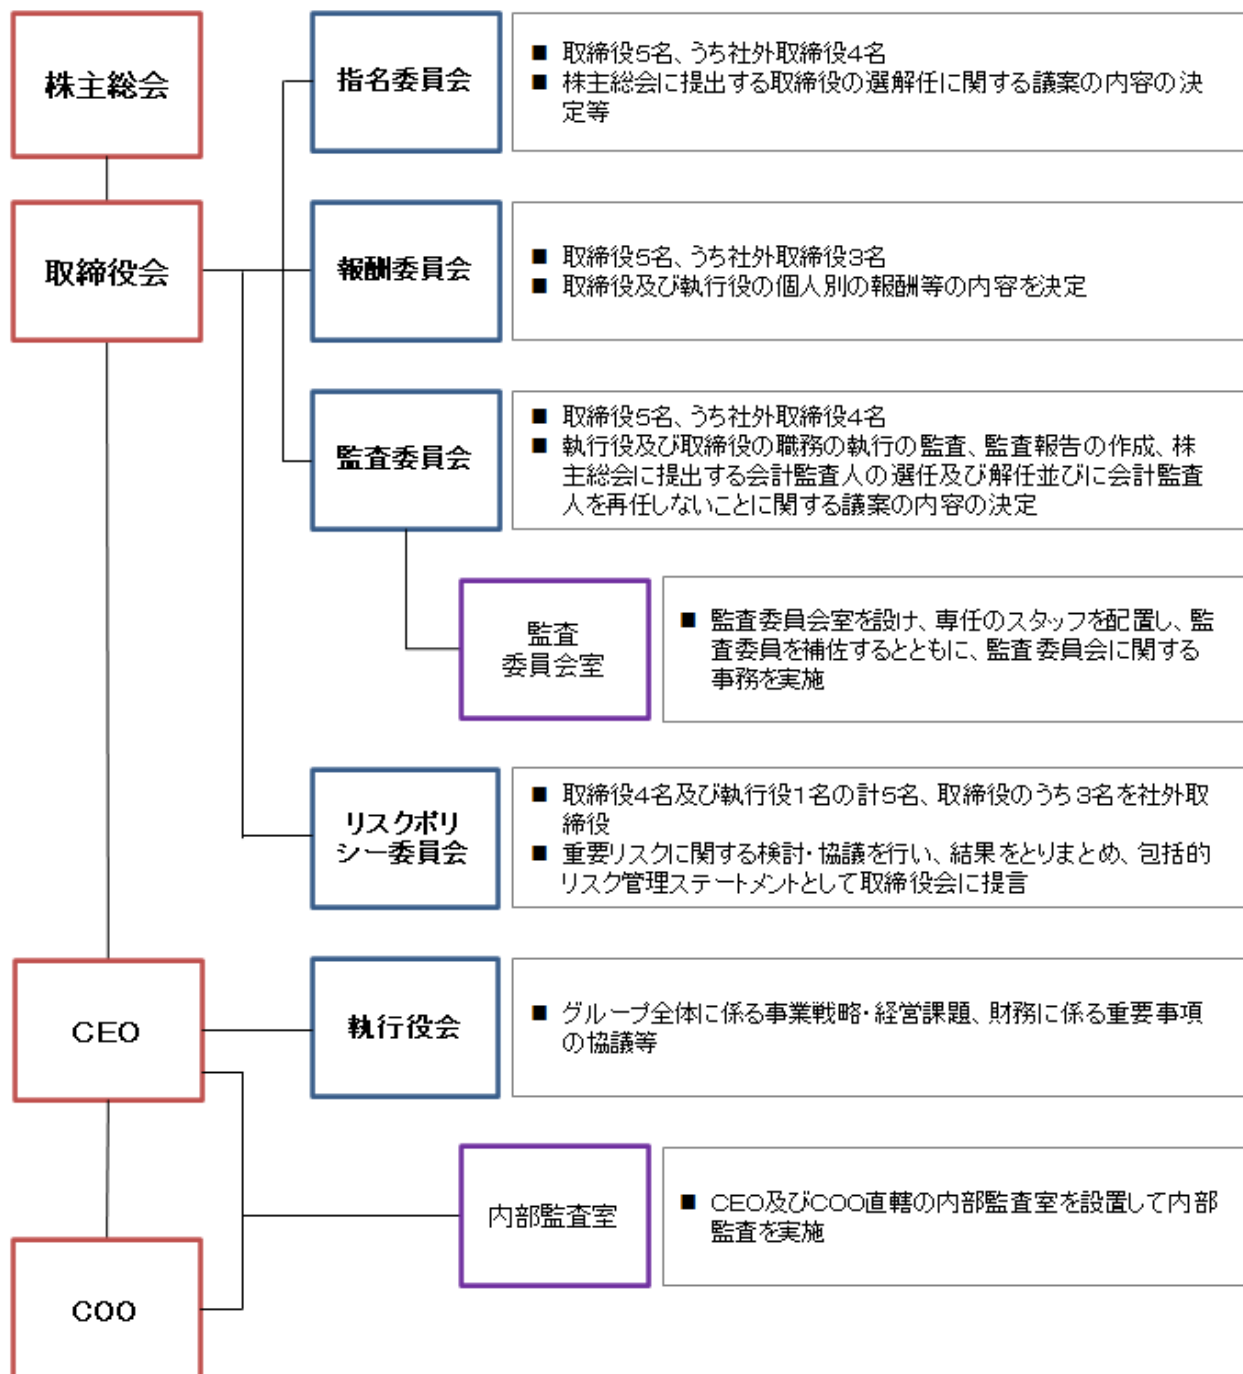 株主総会
指名委員会
■ 取締役5名、うち社外取締役4名
■ 株主総会に提出する取締役の選解任に関する議案の内容の決
定等
取締役会
報酬委員会
■ 取締役5名、うち社外取締役3名
■ 取締役及び執行役の個人別の報酬等の内容を決定
監査委員会
■ 取締役5名、うち社外取締役4名
■ 執行役及び取締役の職務の執行の監査、監査報告の作成、株
主総会に提出する会計監査人の選任及び解任並びに会計監査
人を再任しないことに関する議案の内容の決定
監査
委員会室
■ 監査委員会室を設け、専任のスタッフを配置し、監
査委員を補佐するとともに、監査委員会に関する
事務を実施
リスクポリ
シー委員会
■ 取締役4名及び執行役1名の計5名、取締役のうち3名を社外取
締役
■ 重要リスクに関する検討・協議を行い、結果をとりまとめ、包括的
リスク管理ステートメントとして取締役会に提言
CEO
執行役会
■ グループ全体に係る事業戦略・経営課題、財務に係る重要事項
の協議等
内部監査室
■ CEO及びCOO直轄の内部監査室を設置して内部
監査を実施
COO